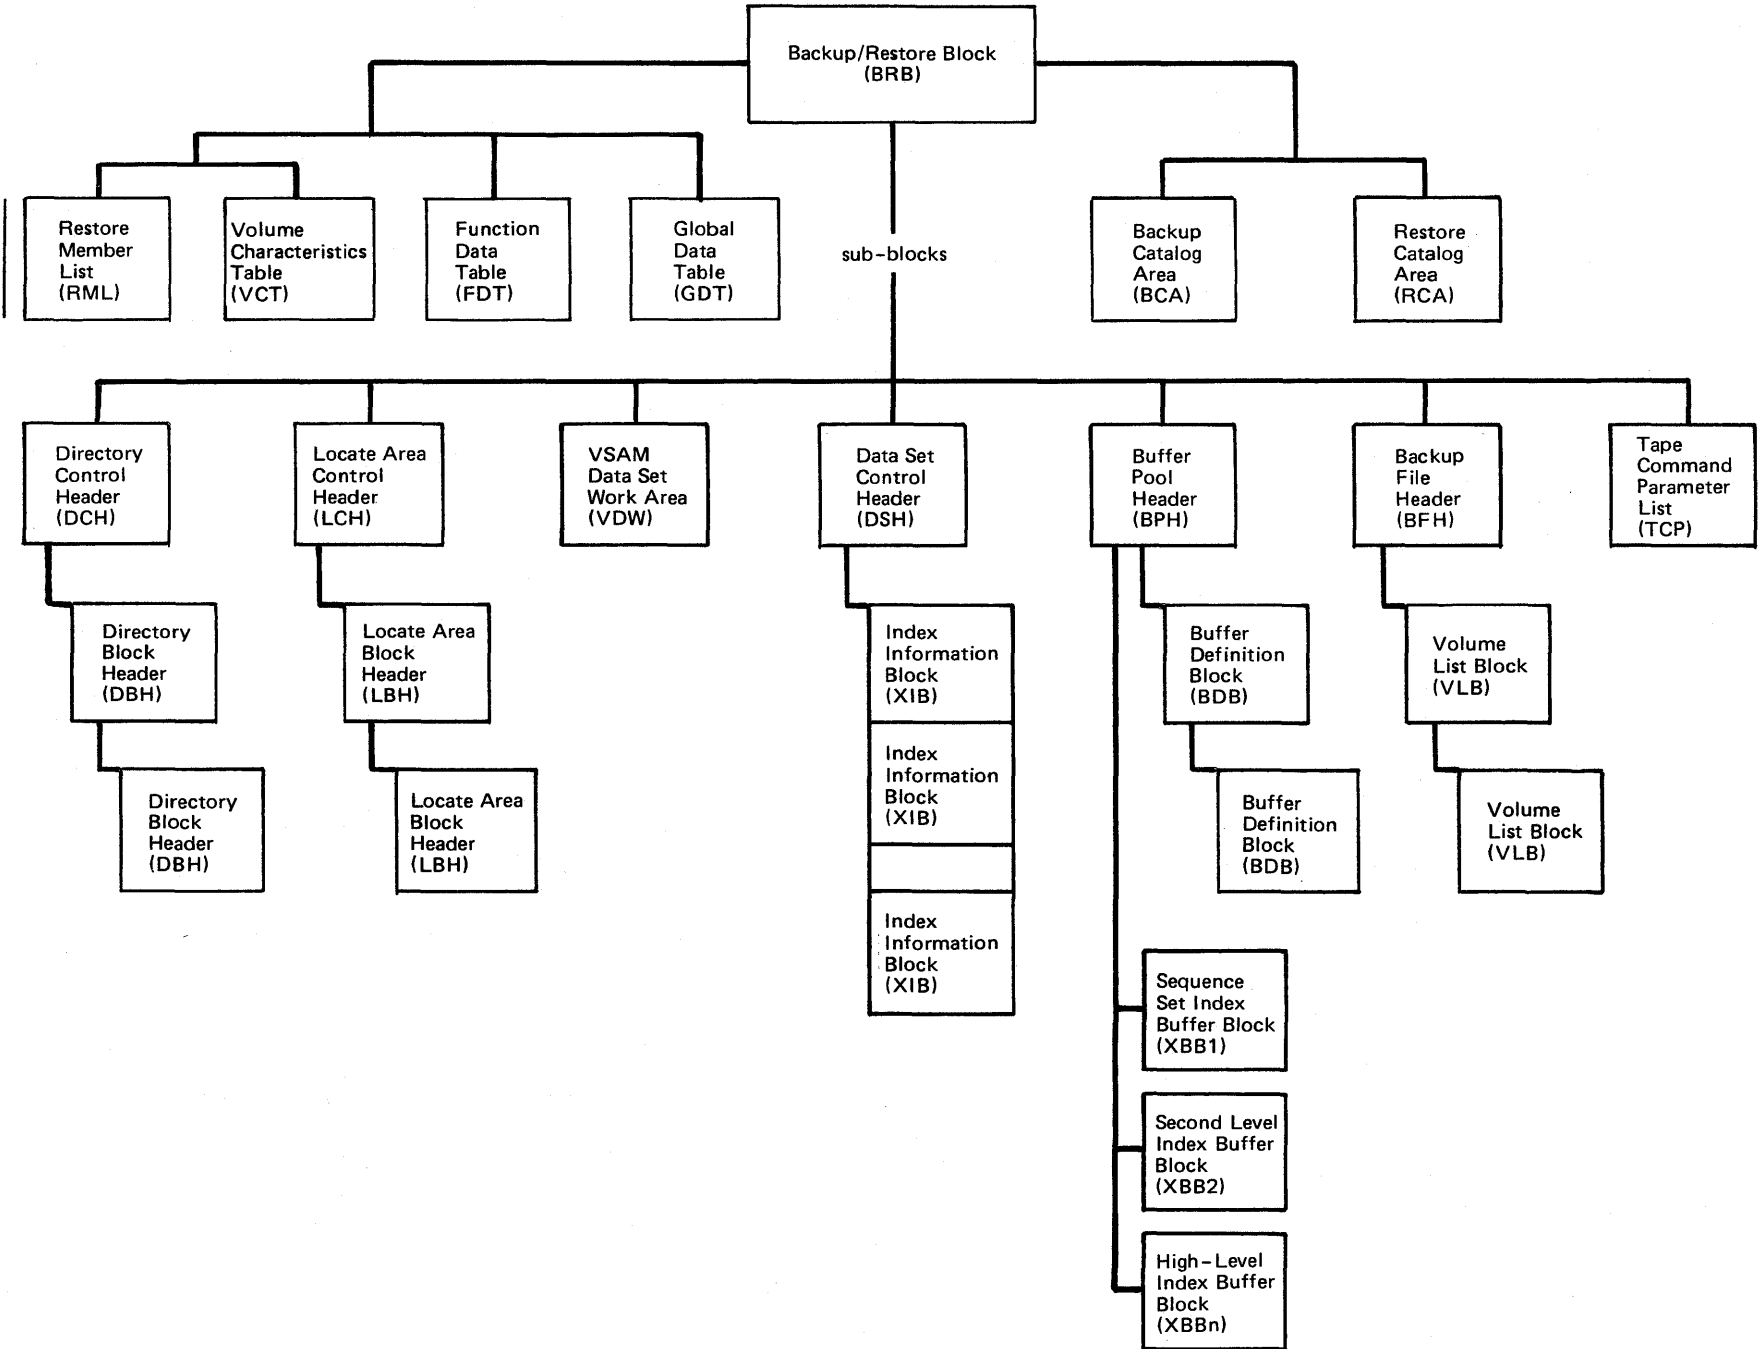 Backup/Restore Block
(BRB)
Restore
Member
List
(RML)
Volume
Characteristics
Table
(VCT)
Function
Data
Table
(FDT)
Global
Data
Table
(GDT)
sub-blocks
Backup
Catalog
Area
(BCA)
Restore
Catalog
Area
(RCA)
Directory
Control
Header
(DCH)
Locate Area
Control
Header
(LCH)
VSAM
Data Set
Work Area
(VDW)
Data Set
Control
Header
(DSH)
Buffer
Pool
Header
(BPH)
Backup
File
Header
(BFH)
Tape
Command
Parameter
List
(TCP)
Directory
Block
Header
(DBH)
Locate Area
Block
Header
(LBH)
Index
Information
Block
(XIB)
Buffer
Definition
Block
(BDB)
Volume
List Block
(VLB)
Directory
Block
Header
(DBH)
Locate Area
Block
Header
(LBH)
Index
Information
Block
(XIB)
Buffer
Definition
Block
(BDB)
Volume
List Block
(VLB)
Index
Information
Block
(XIB)
Sequence
Set Index
Buffer Block
(XBB1)
Second Level
Index Buffer
Block
(XBB2)
High-Level
Index Buffer
Block
(XBBn)